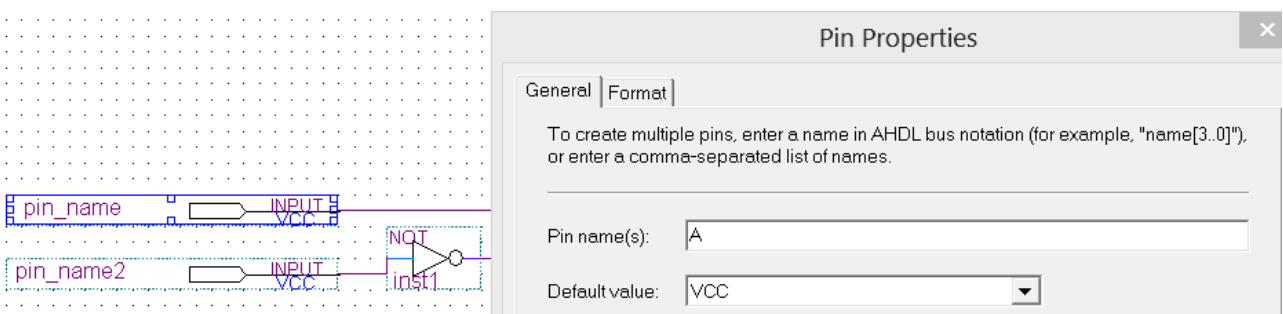 Pin Properties
×
General
Format
To create multiple pins, enter a name in AHDL bus notation (for example, "name[3..0]"),
or enter a comma-separated list of names.
pin_name
INPUT
VCC
Pin name(s):
A
NOT
pin_name2
INPUT
VCC
inst1
Default value:
VCC